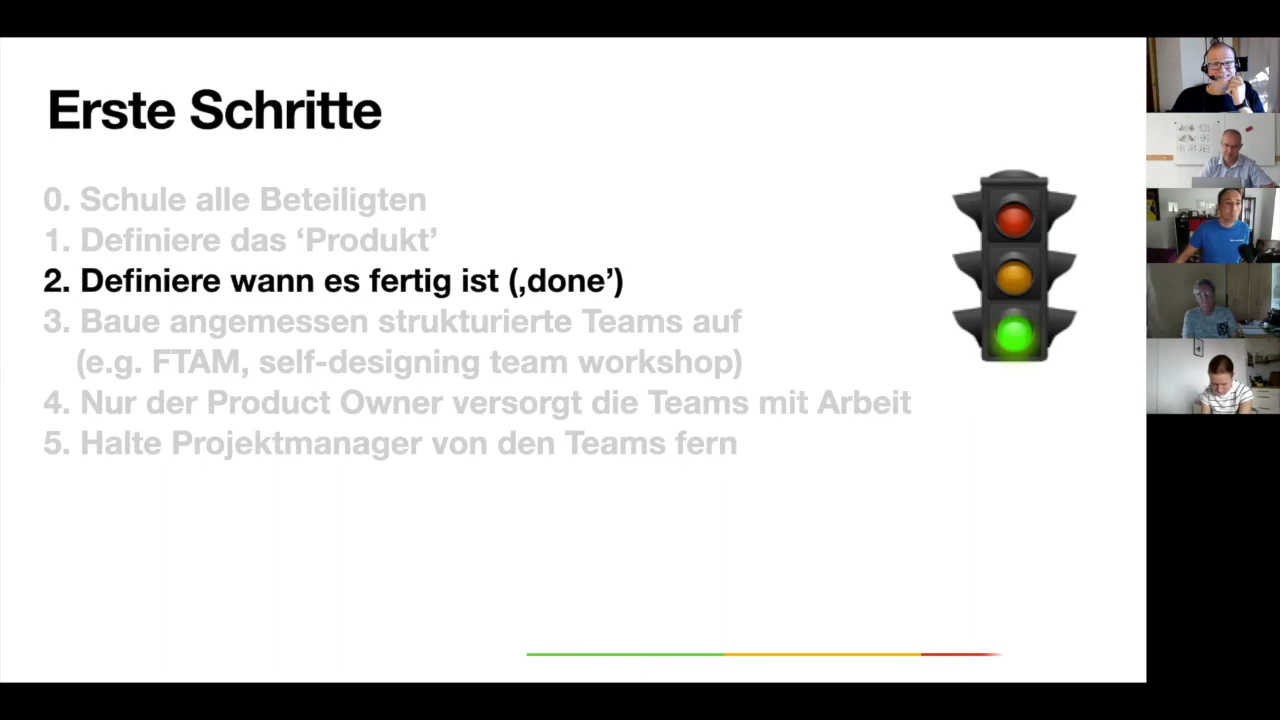 Erste Schritte
0. Schule alle Beteiligten
1. Definiere das ‘Produkt’
2. Definiere wann es fertig ist (‚done’)
3. Baue angemessen strukturierte Teams auf
(e.g. FTAM, self-designing team workshop)
4. Nur der Product Owner versorgt die Teams mit Arbeit
5. Halte Projektmanager von den Teams fern